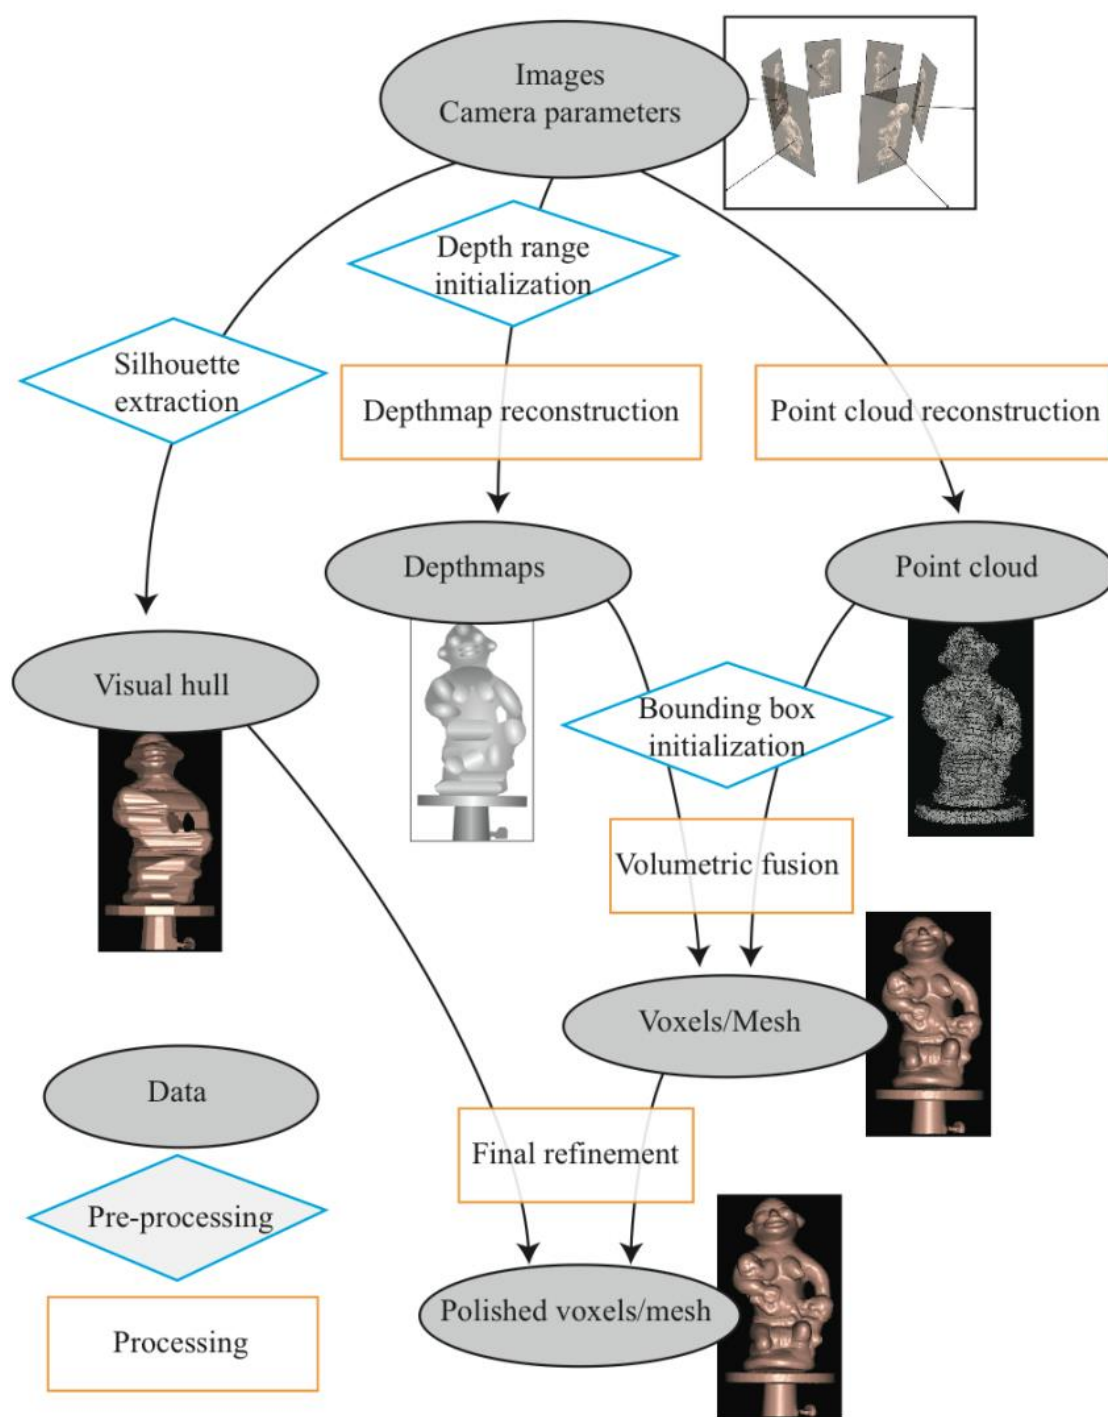 Images
Camera parameters
Depth range
initialization
Silhouette
extraction
Depthmap reconstruction
Point cloud reconstruction
Depthmaps
Point cloud
Visual hull
Bounding box
initialization
Volumetric fusion
Voxels/Mesh
Data
Final refinement
Pre-processing
Polished voxels/mesh
Processing